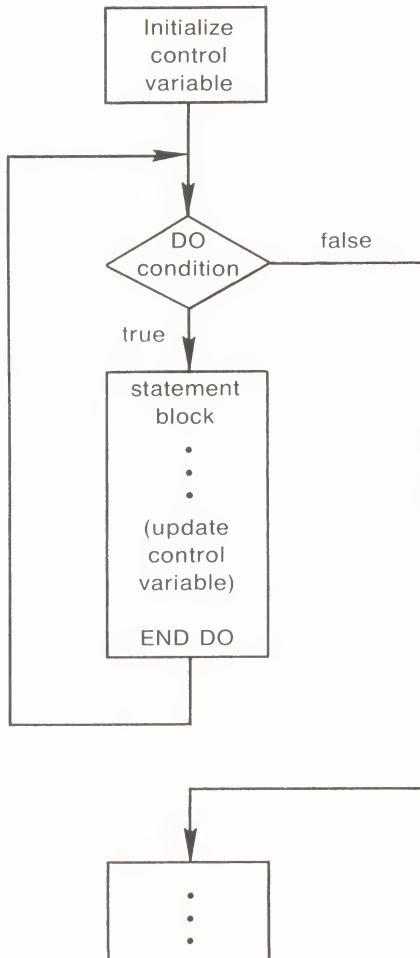 Initialize
control
variable
DO
condition
false
true
statement
block
(update
control
variable)
END DO